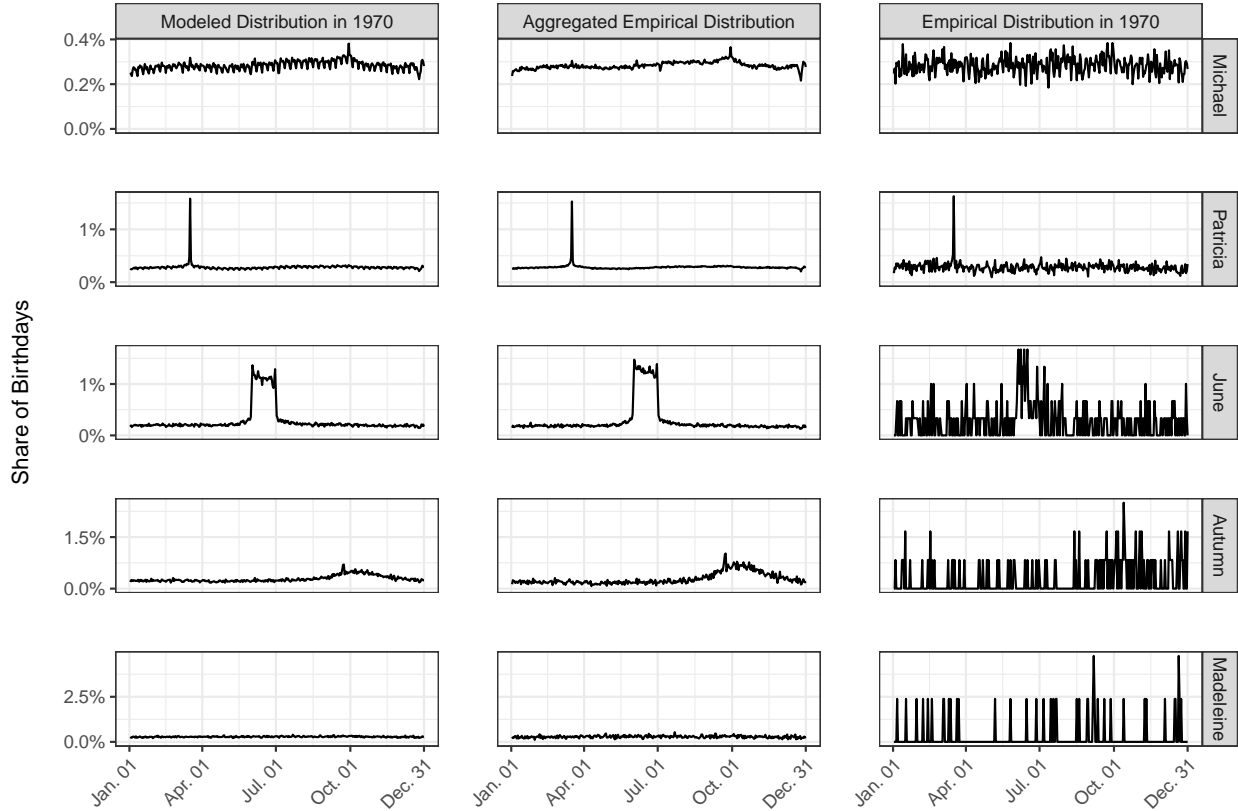 Modeled Distribution in 1970
Aggregated Empirical Distribution
Empirical Distribution in 1970
Share of Birthdays
0.4%
0.2%
0.0%
Michael
1%
0%
Patricia
1%
0%
June
1.5%
0.0%
Autumn
2.5%
0.0%
Madeleine
Jan. 01
Apr. 01
Jul. 01
Oct. 01
Dec. 31
Jan. 01
Apr. 01
Jul. 01
Oct. 01
Dec. 31
Jan. 01
Apr. 01
Jul. 01
Oct. 01
Dec. 31